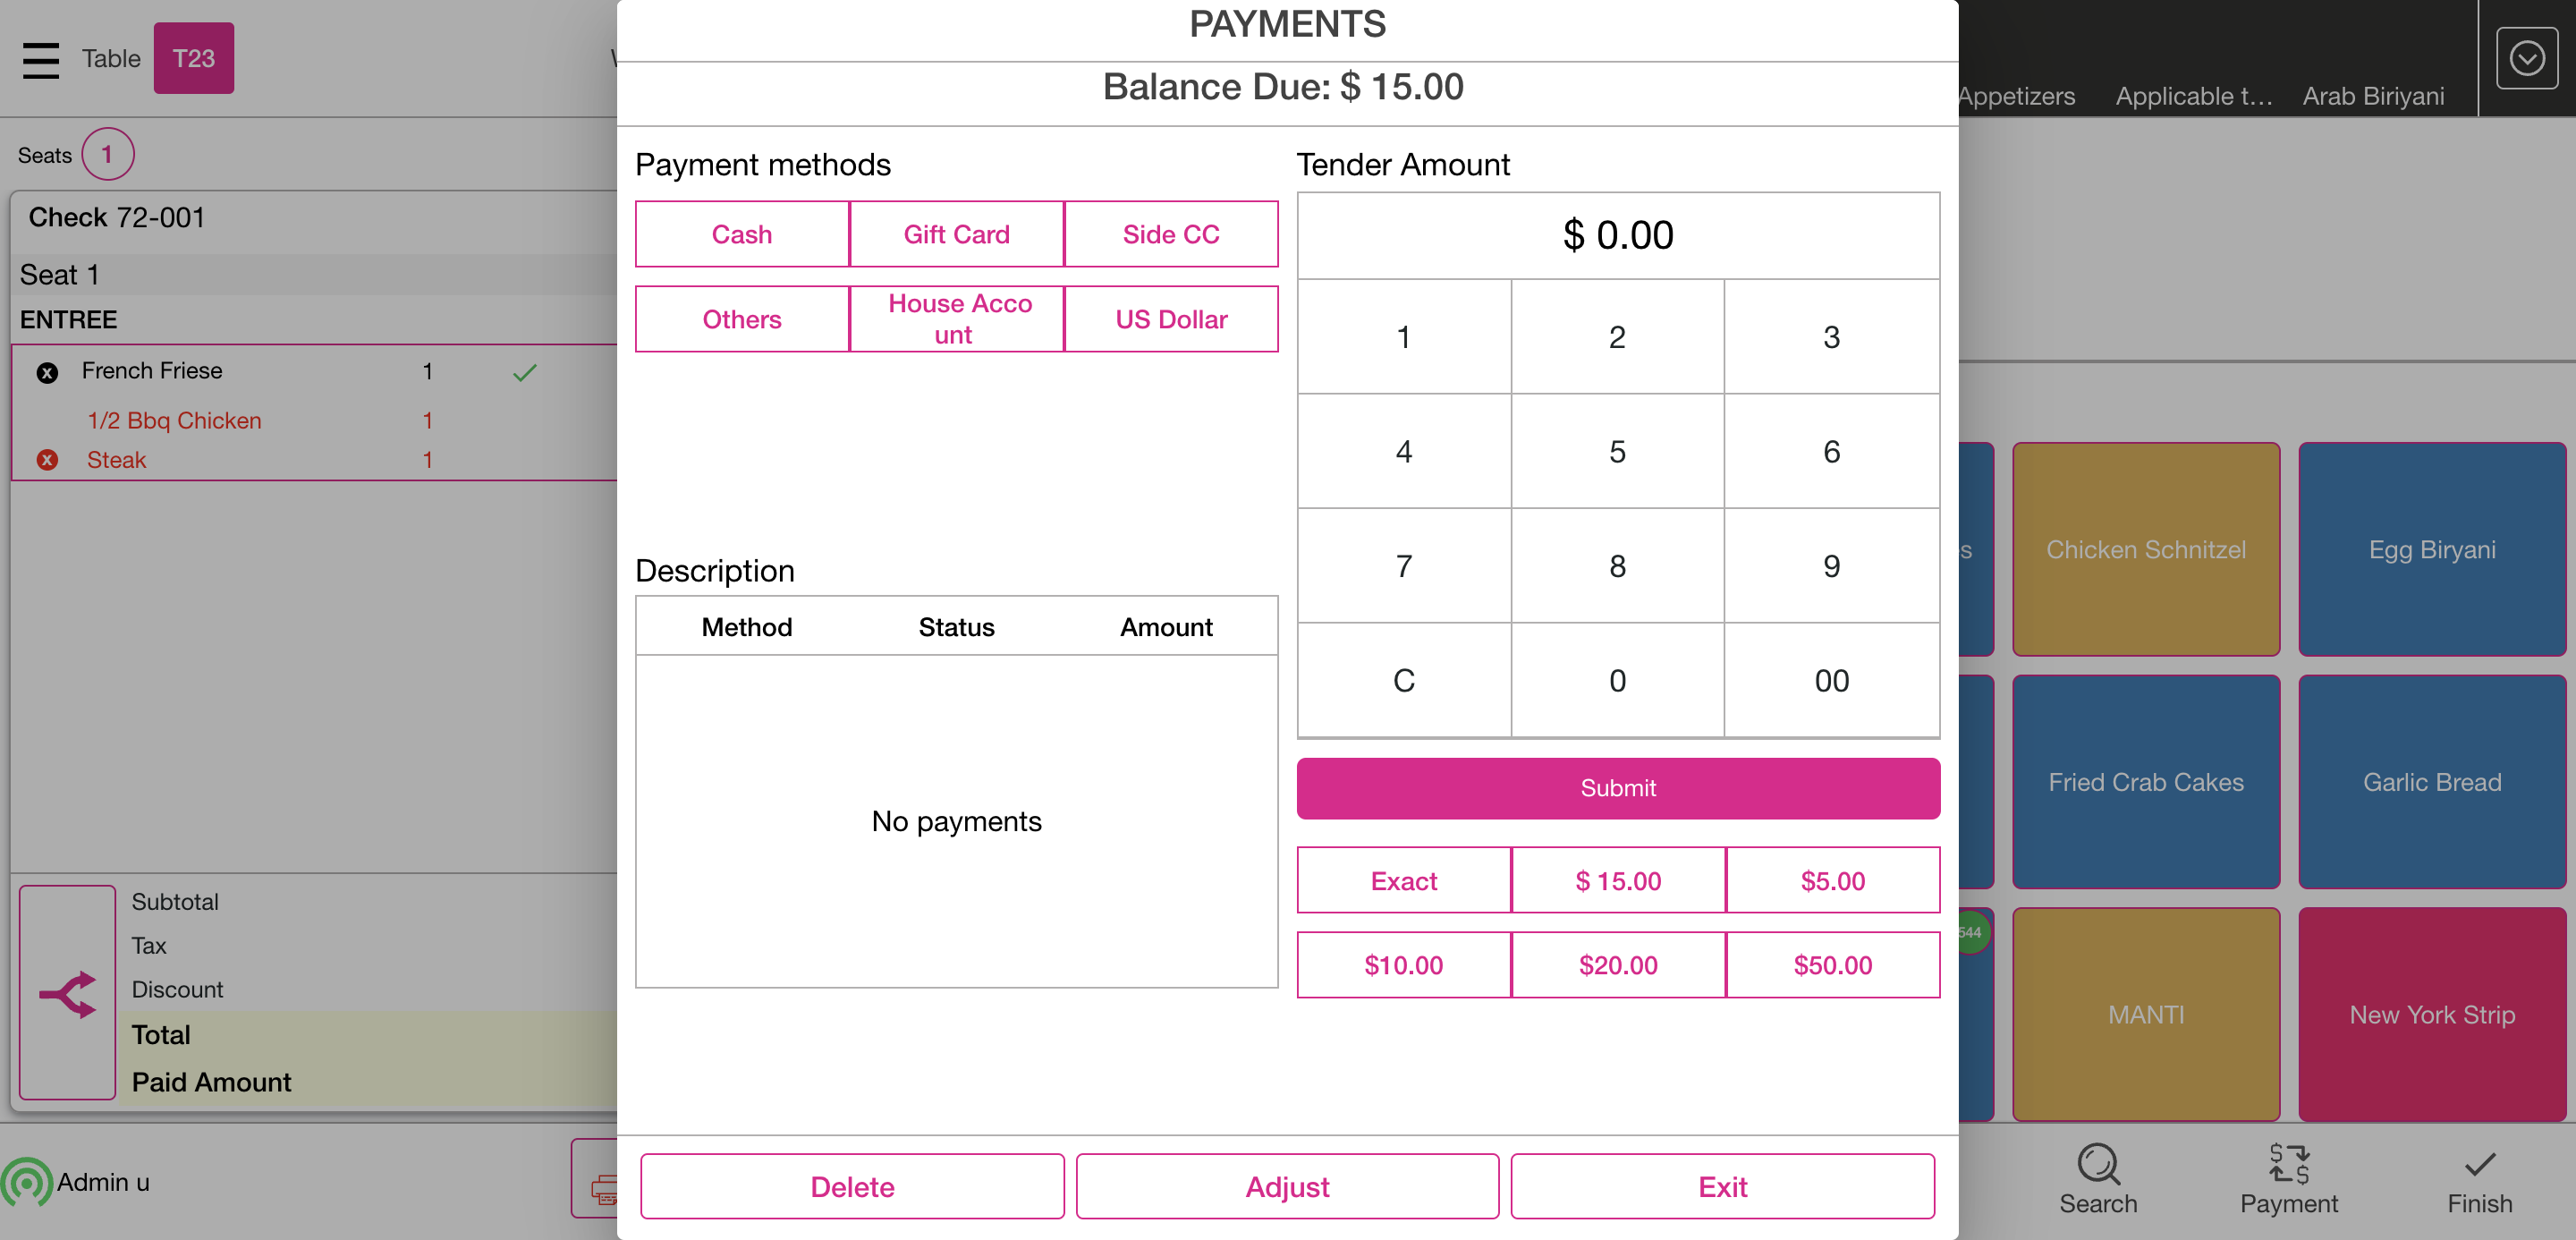 PAYMENTS
Balance Due: $ 15.00
Table T23
Appetizers Applicable t... Arab Biriyani
Seats 1
Check 72-001
Seat 1
ENTREE
French Friese 1
1/2 Bbq Chicken 1
Steak 1
Subtotal
Tax
Discount
Total
Paid Amount
Admin u
Payment methods
Cash Gift Card Side CC
Others House Acco
unt US Dollar
Description
Method Status Amount
No payments
Tender Amount
$ 0.00
1 2 3
4 5 6
7 8 9
C 0 00
Submit
Exact $ 15.00 $5.00
$10.00 $20.00 $50.00
Delete Adjust Exit
Chicken Schnitzel Egg Biryani
Fried Crab Cakes Garlic Bread
544
MANTI New York Strip
Search Payment Finish